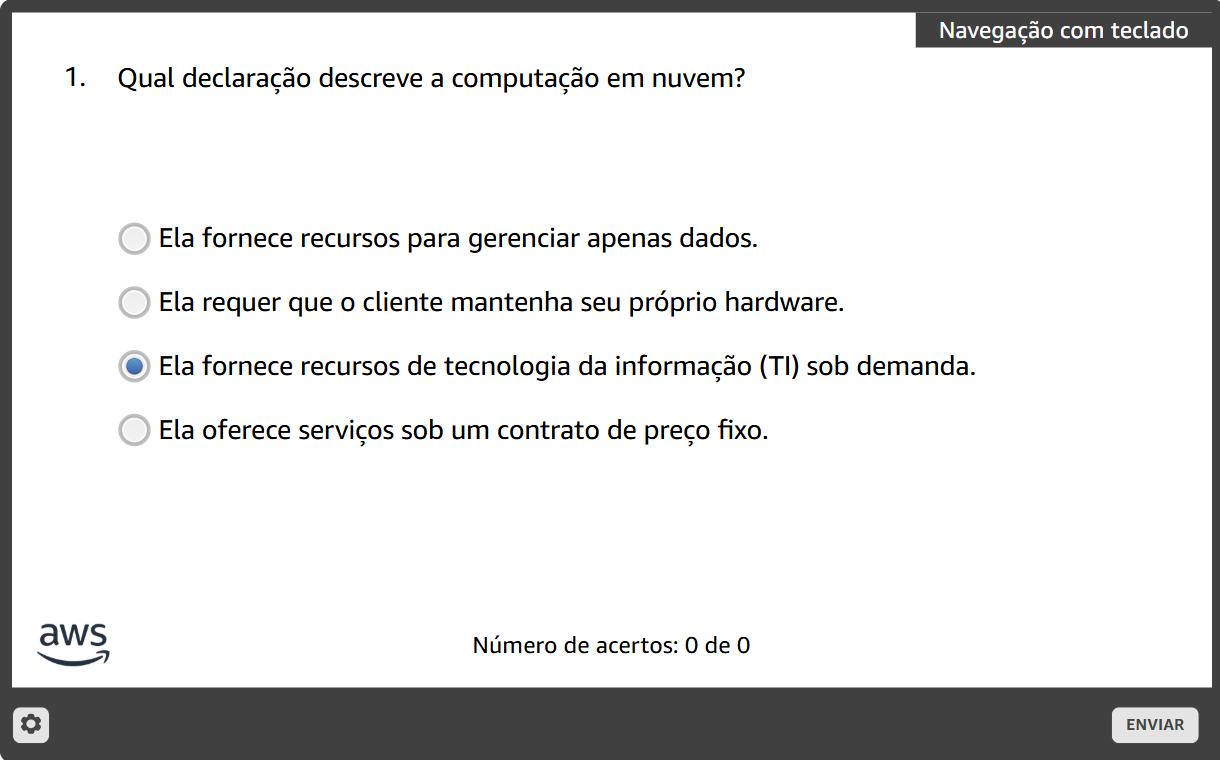 Navegação com teclado
1. Qual declaração descreve a computação em nuvem?
Ela fornece recursos para gerenciar apenas dados.
Ela requer que o cliente mantenha seu próprio hardware.
Ela fornece recursos de tecnologia da informação (TI) sob demanda.
Ela oferece serviços sob um contrato de preço fixo.
aws
Número de acertos: 0 de 0
ENVIAR